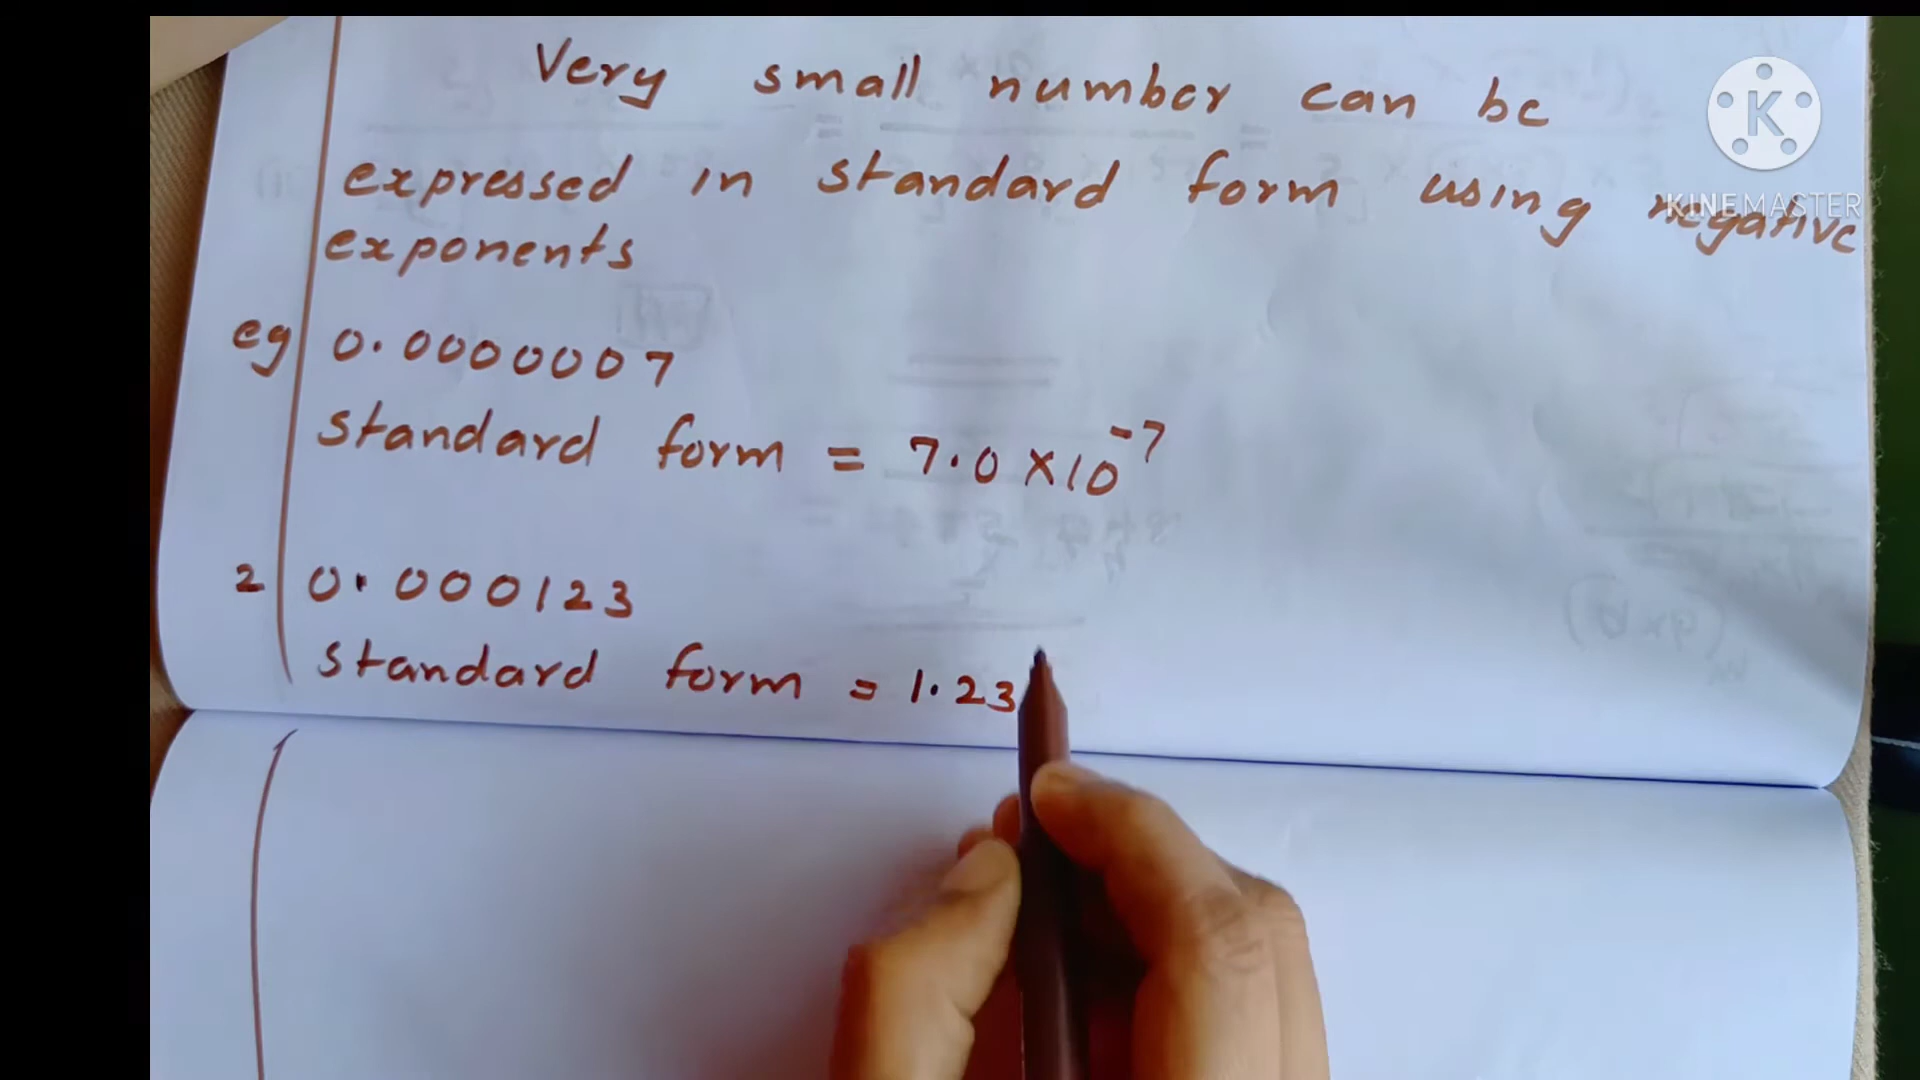 Very small number can be
expressed in standard form using negative
exponents
eg 0.0000007
standard form = 7.0 × 10⁻⁷
2 0.000123
standard form = 1.23
K
KINEMASTER